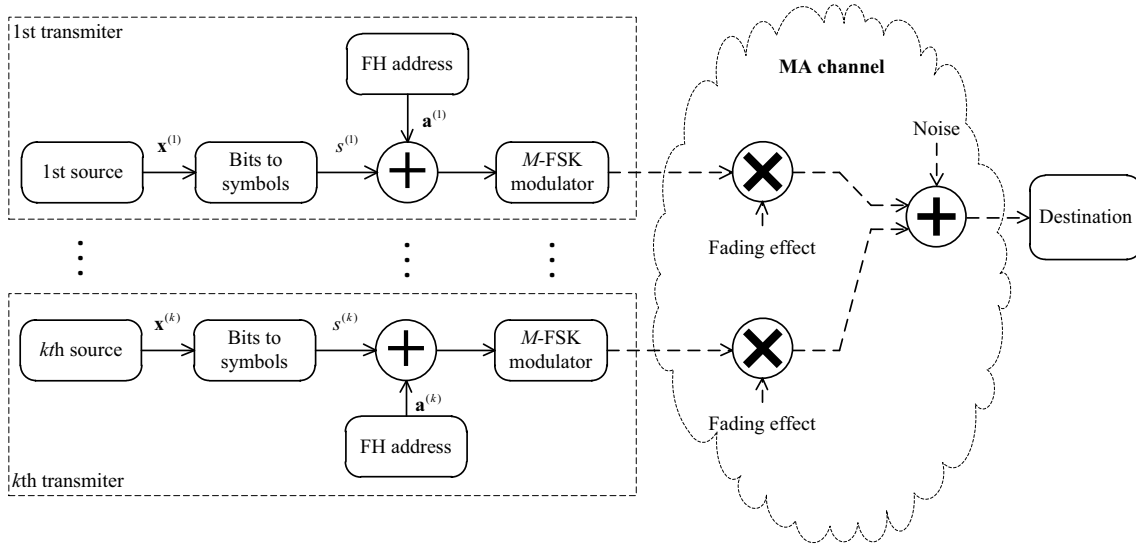 1st transmiter
FH address
MA channel
a^(1)
Noise
x^(1)
s^(1)
1st source
Bits to
symbols
M-FSK
modulator
Destination
Fading effect
x^(k)
s^(k)
kth source
Bits to
symbols
M-FSK
modulator
a^(k)
Fading effect
FH address
kth transmiter